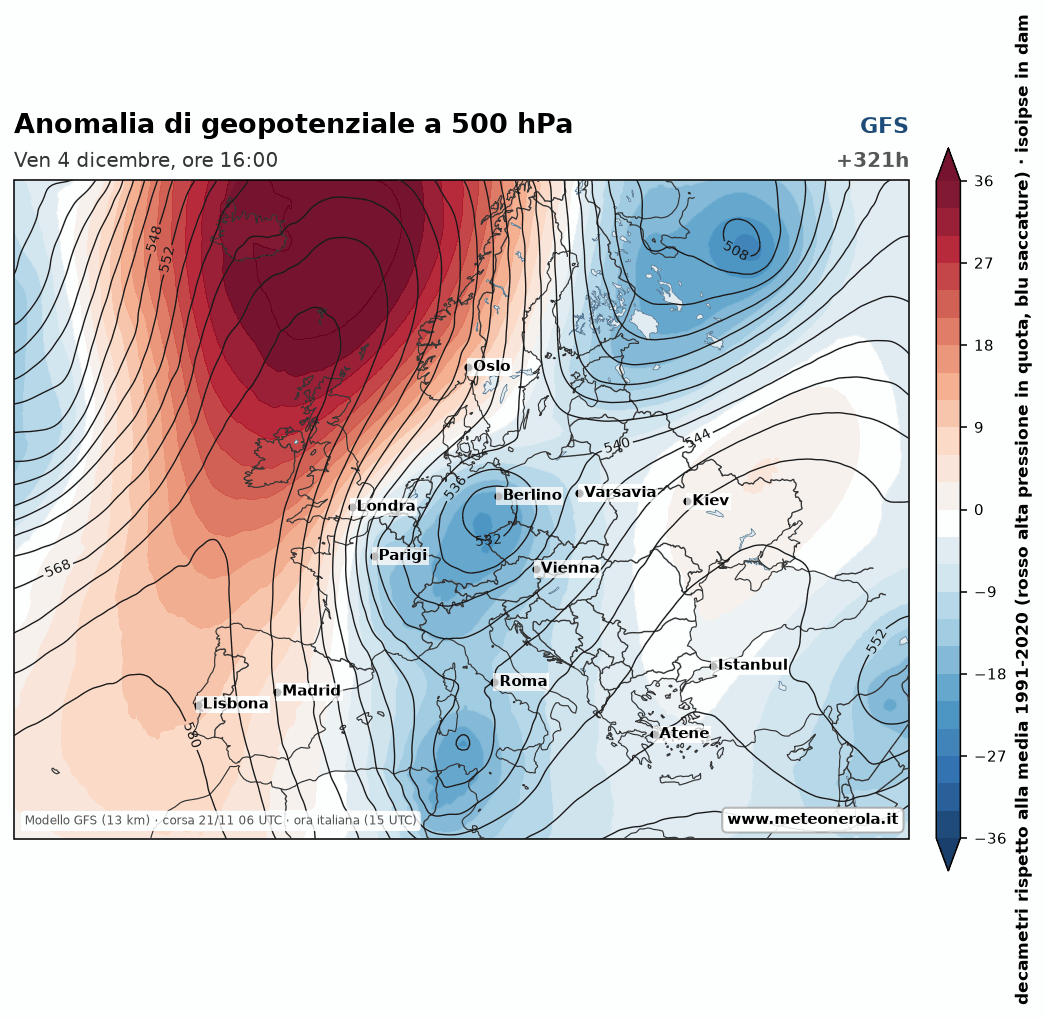 Anomalia di geopotenziale a 500 hPa
GFS
Ven 4 dicembre, ore 16:00
+321h
548
552
508
Oslo
540
544
536
Berlino
Varsavia
Kiev
Londra
532
Parigi
Vienna
568
552
Istanbul
Roma
Madrid
Lisbona
580
Atene
Modello GFS (13 km) · corsa 21/11 06 UTC · ora italiana (15 UTC)
www.meteonerola.it
36
27
18
9
0
−9
−18
−27
−36
decametri rispetto alla media 1991-2020 (rosso alta pressione in quota, blu saccature) · isoipse in dam